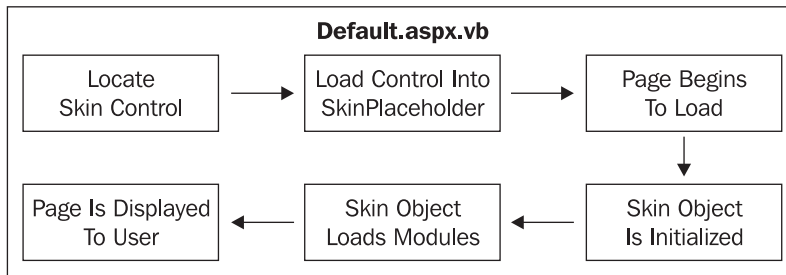 Default.aspx.vb
Locate
Skin Control
Load Control Into
SkinPlaceholder
Page Begins
To Load
Skin Object
Is Initialized
Skin Object
Loads Modules
Page Is Displayed
To User